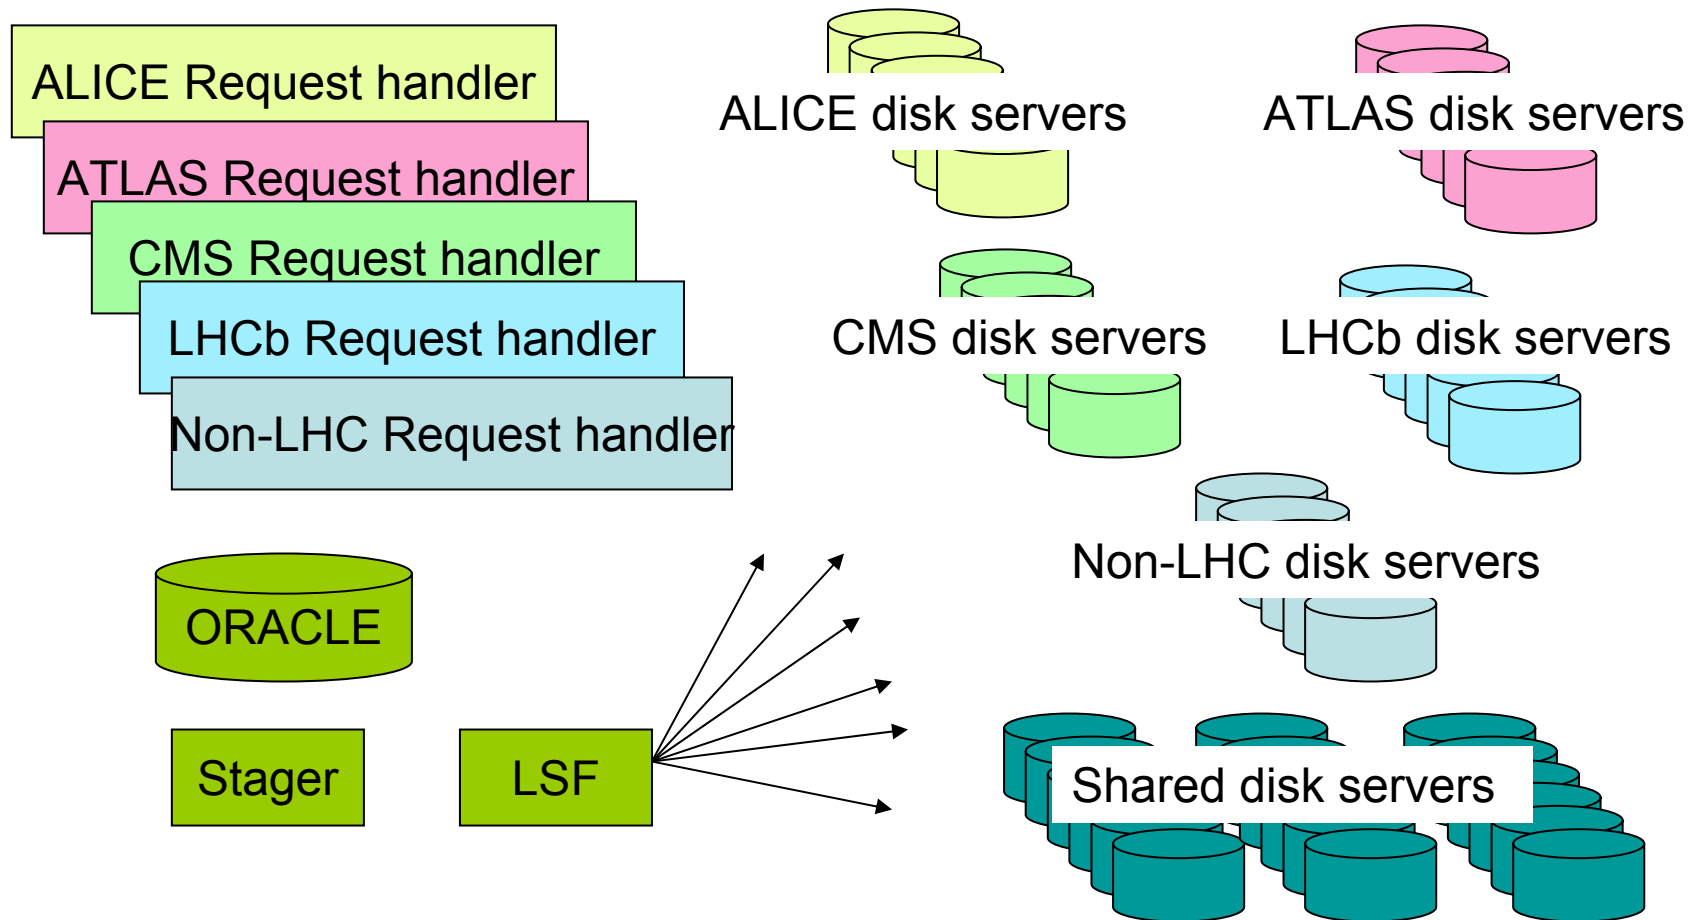 ALICE Request handler
ATLAS Request handler
CMS Request handler
LHCb Request handler
Non-LHC Request handler
ORACLE
Stager
LSF
ALICE disk servers
ATLAS disk servers
CMS disk servers
LHCb disk servers
Non-LHC disk servers
Shared disk servers